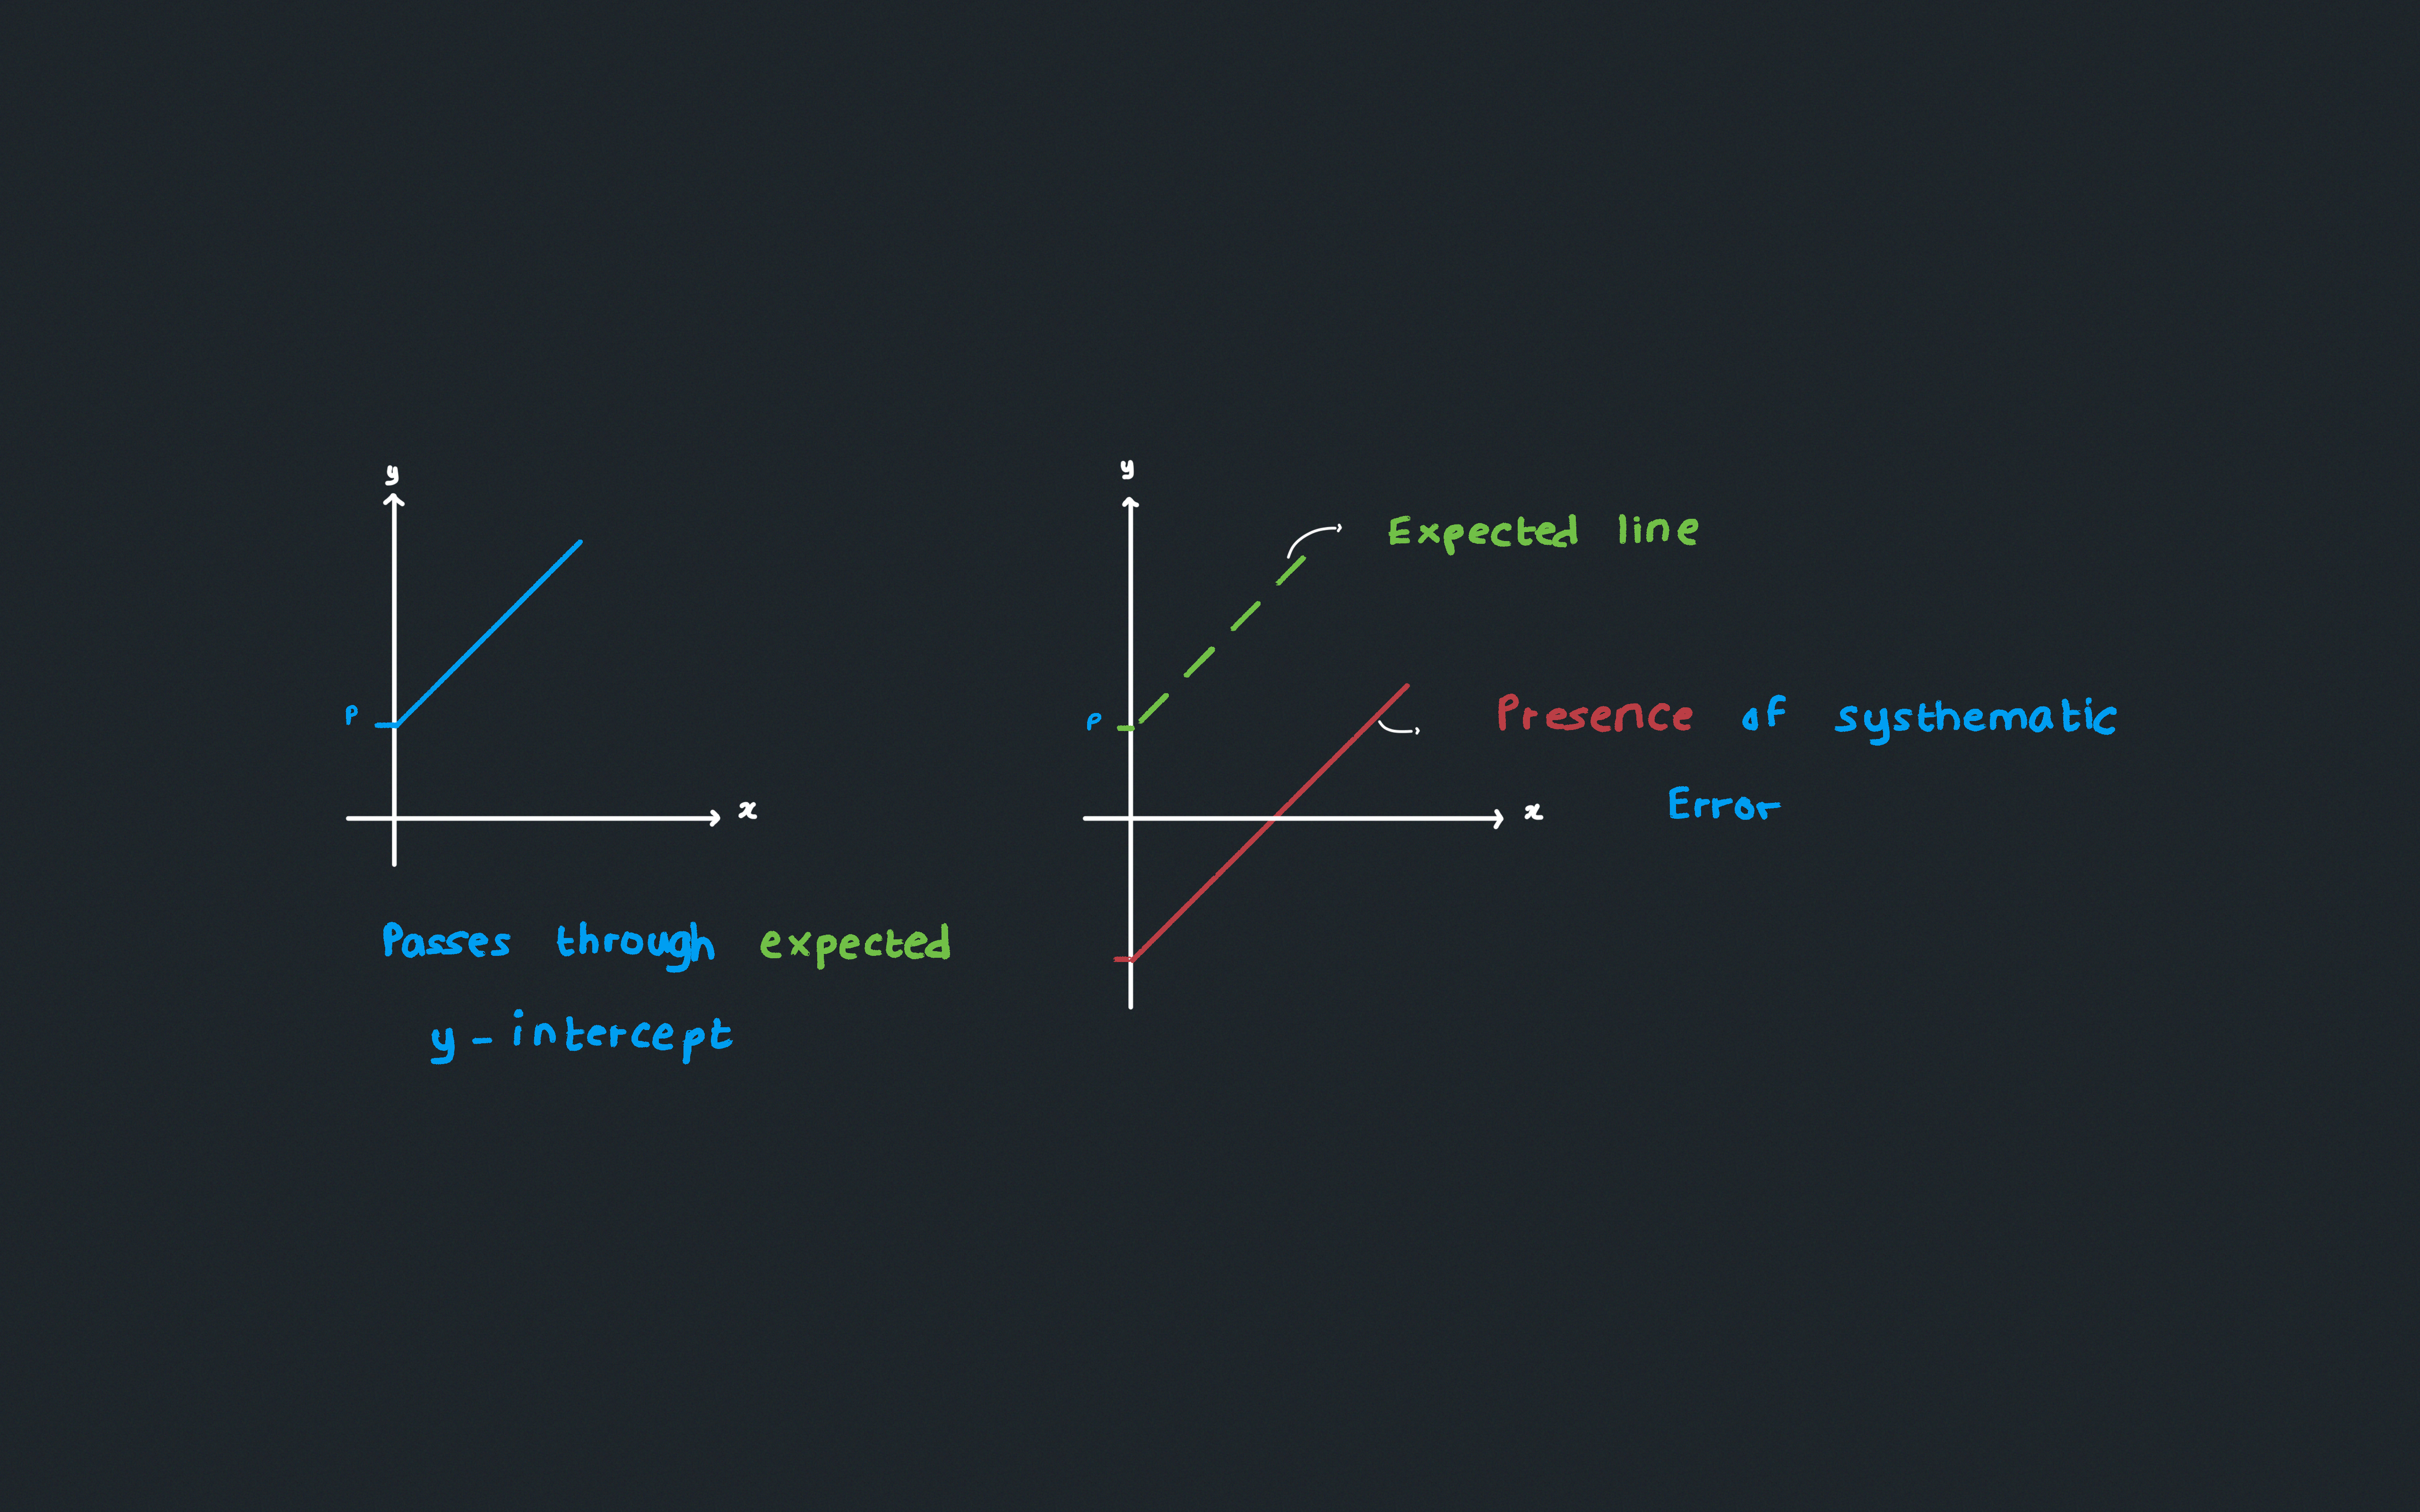 y
P
x
Passes through expected
y - intercept
y
Expected line
P
Presence of systhematic
Error
x